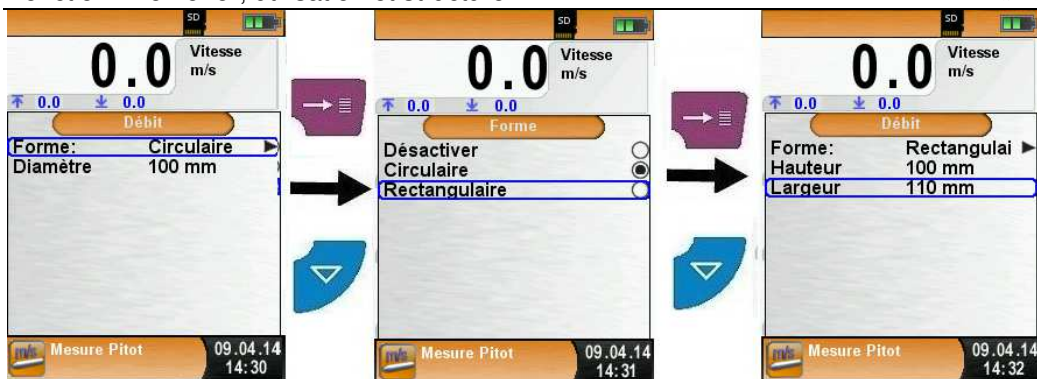 SD
0.0 Vitesse
m/s
0.0 0.0
Débit
Forme: Circulaire
Diamètre 100 mm
m/s Mesure Pitot 09.04.14
14:30
SD
0.0 Vitesse
m/s
0.0 0.0
Forme
Désactiver
Circulaire
Rectangulaire
m/s Mesure Pitot 09.04.14
14:31
SD
0.0 Vitesse
m/s
0.0 0.0
Débit
Forme: Rectangulai
Hauteur 100 mm
Largeur 110 mm
m/s Mesure Pitot 09.04.14
14:32